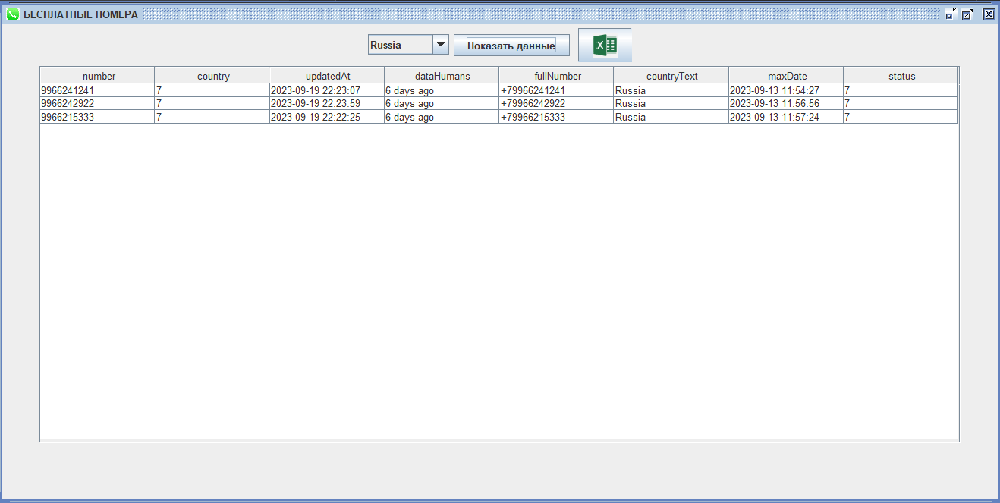 БЕСПЛАТНЫЕ НОМЕРА
Russia Показать данные
number country updatedAt dataHumans fullNumber countryText maxDate status
9966241241 7 2023-09-19 22:23:07 6 days ago +79966241241 Russia 2023-09-13 11:54:27 7
9966242922 7 2023-09-19 22:23:59 6 days ago +79966242922 Russia 2023-09-13 11:56:56 7
9966215333 7 2023-09-19 22:22:25 6 days ago +79966215333 Russia 2023-09-13 11:57:24 7